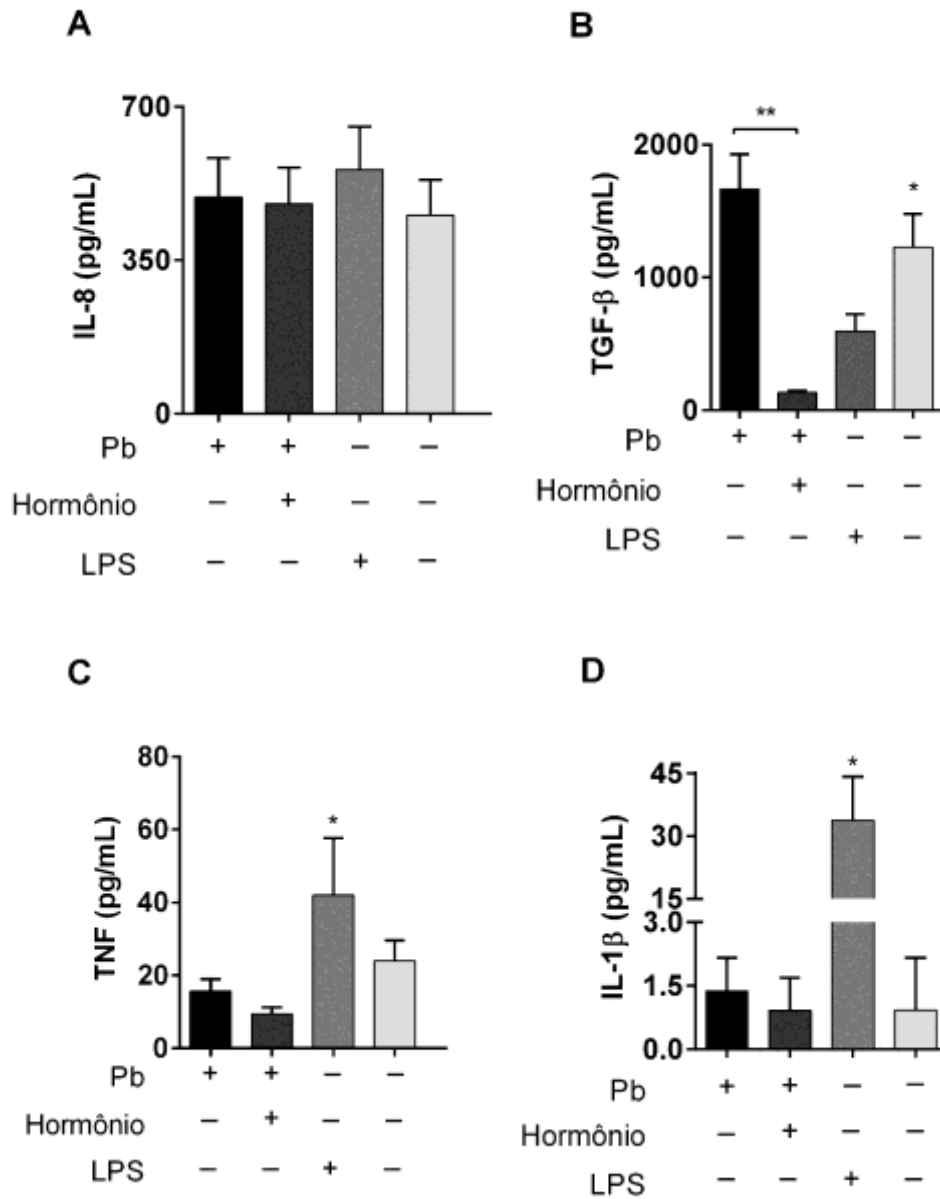 A
IL-8 (pg/mL)
700
350
0
Pb + + − −
Hormônio − + − −
LPS − − + −
B
TGF-β (pg/mL)
**
2000
*
1000
0
Pb + + − −
Hormônio − + − −
LPS − − + −
C
TNF (pg/mL)
80
60
*
40
20
0
Pb + + − −
Hormônio − + − −
LPS − − + −
D
IL-1β (pg/mL)
*
45
30
15
3.0
1.5
0.0
Pb + + − −
Hormônio − + − −
LPS − − + −